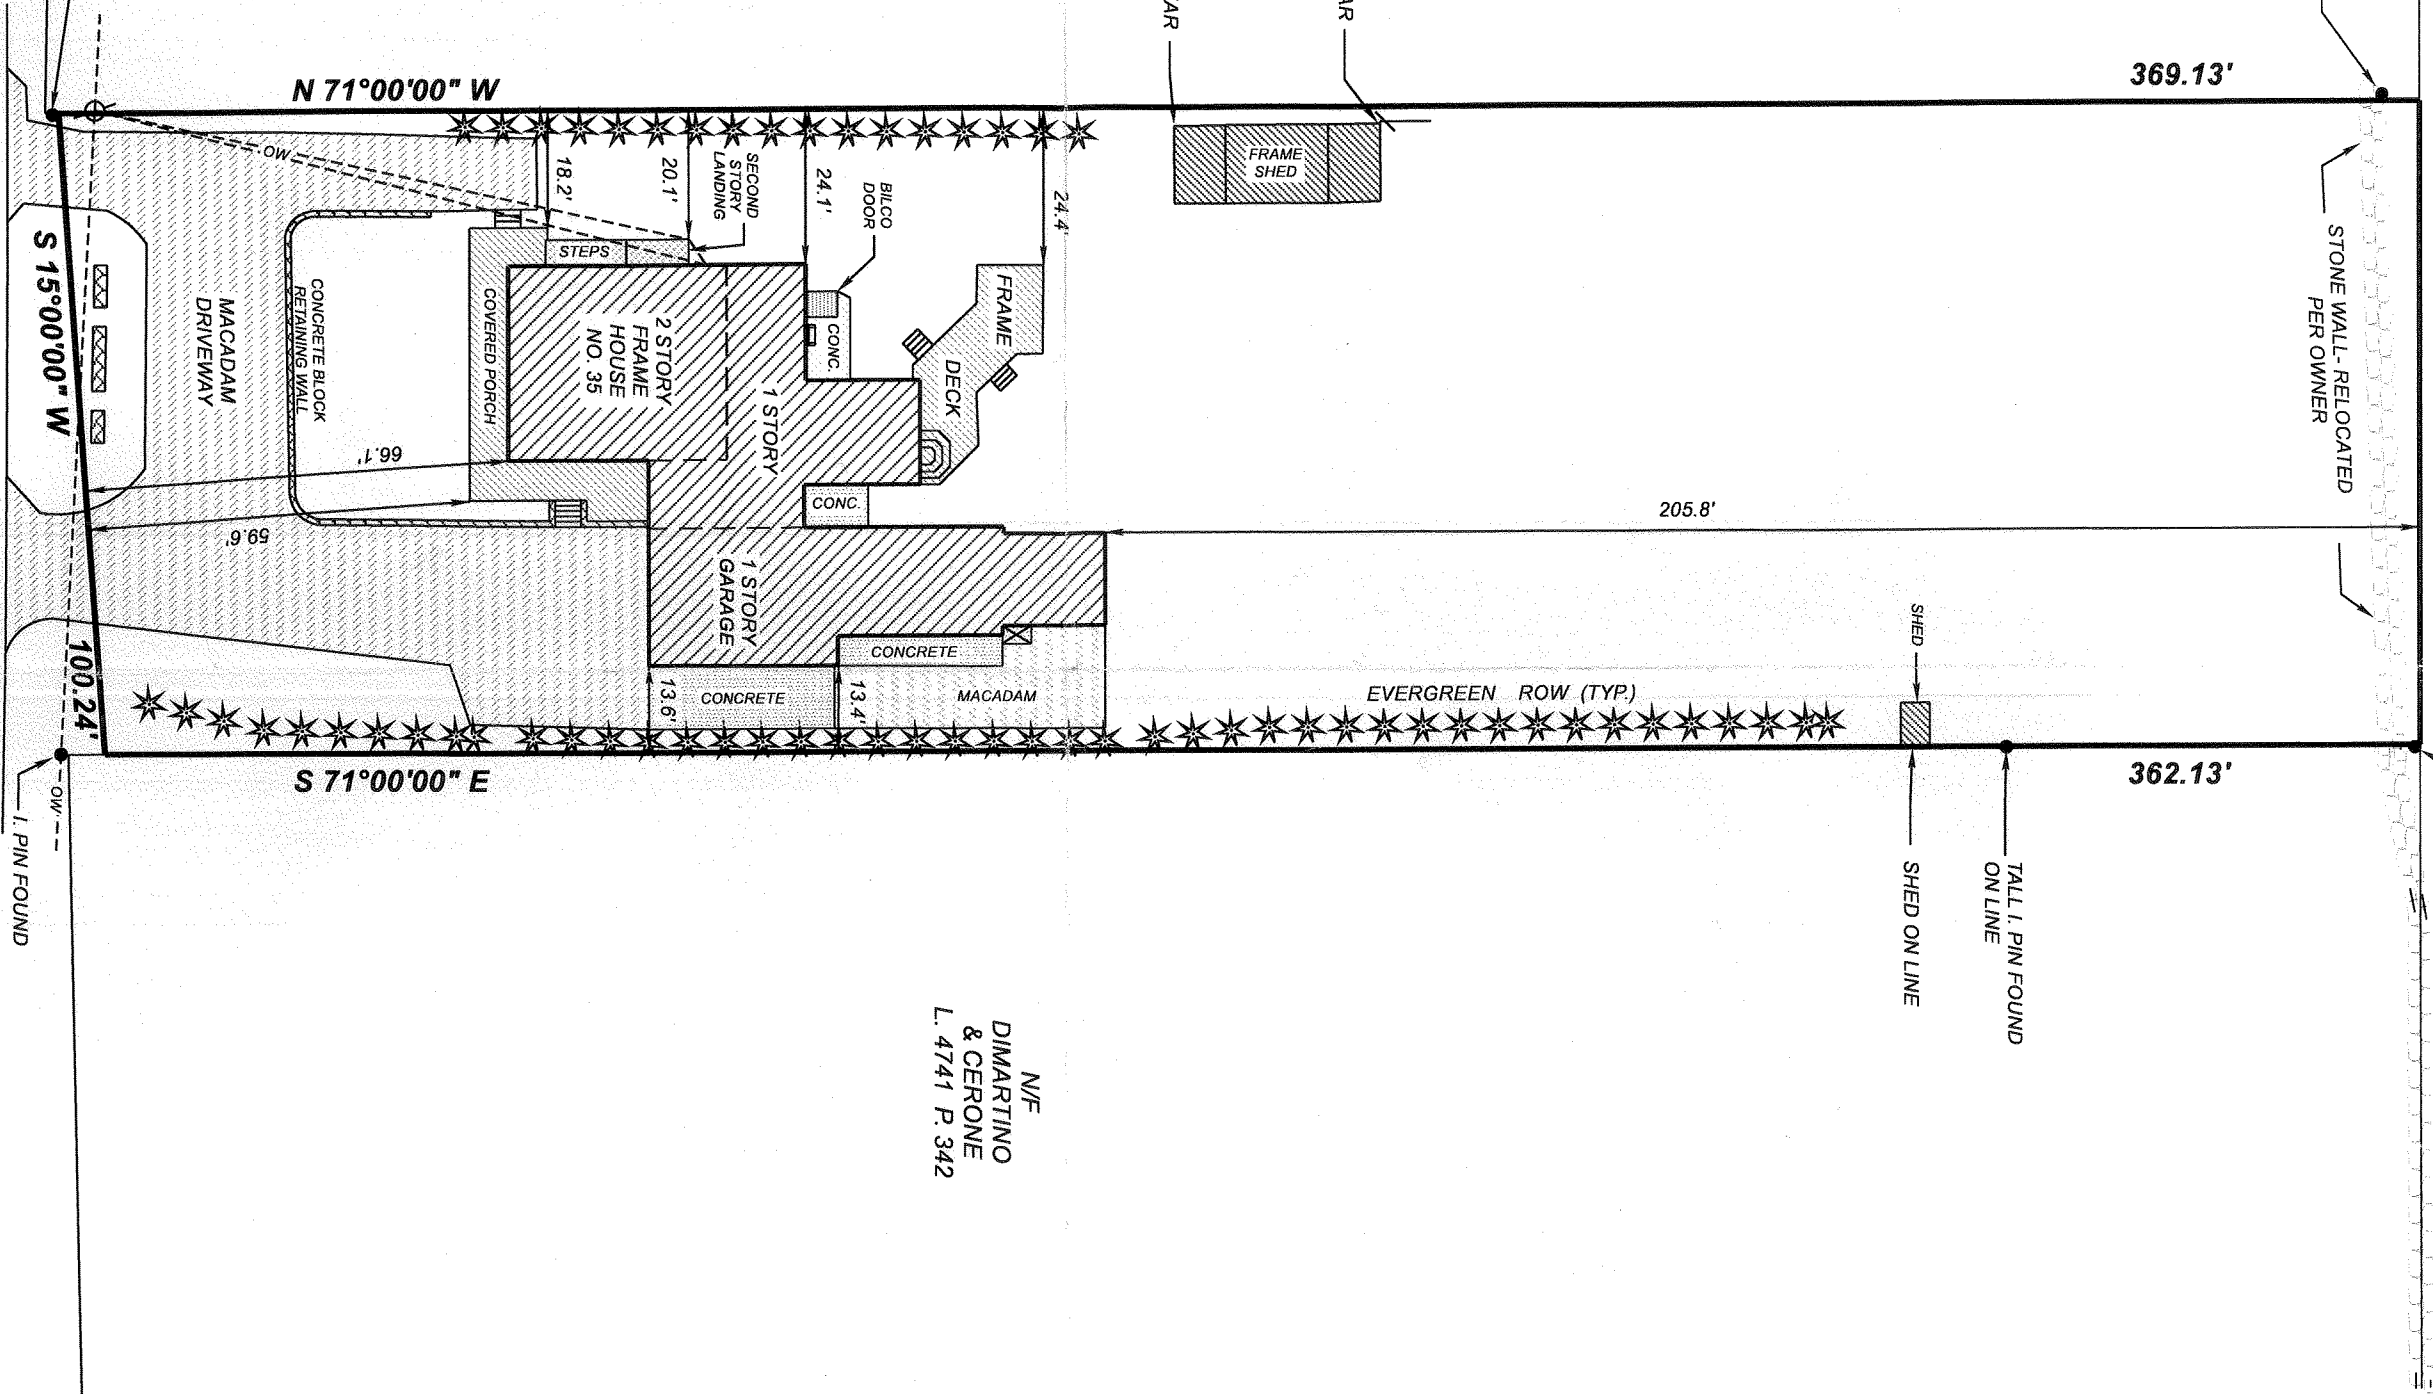 AR
AR
N 71°00'00" W
369.13'
FRAME
SHED
OW
18.2'
20.1'
SECOND
STORY
LANDING
24.1'
BILCO
DOOR
24.4'
STONE WALL- RELOCATED
PER OWNER
STEPS
S 15°00'00" W
100.24'
MACADAM
DRIVEWAY
CONCRETE BLOCK
RETAINING WALL
COVERED PORCH
2 STORY
FRAME
HOUSE
NO. 35
1 STORY
CONC.
FRAME
DECK
66.1'
59.6'
CONC.
205.8'
1 STORY
GARAGE
CONCRETE
13.6'
CONCRETE
13.4'
MACADAM
EVERGREEN ROW (TYP.)
SHED
S 71°00'00" E
362.13'
OW
I. PIN FOUND
SHED ON LINE
TALL I. PIN FOUND
ON LINE
N/F
DIMARTINO
& CERONE
L. 4741 P. 342